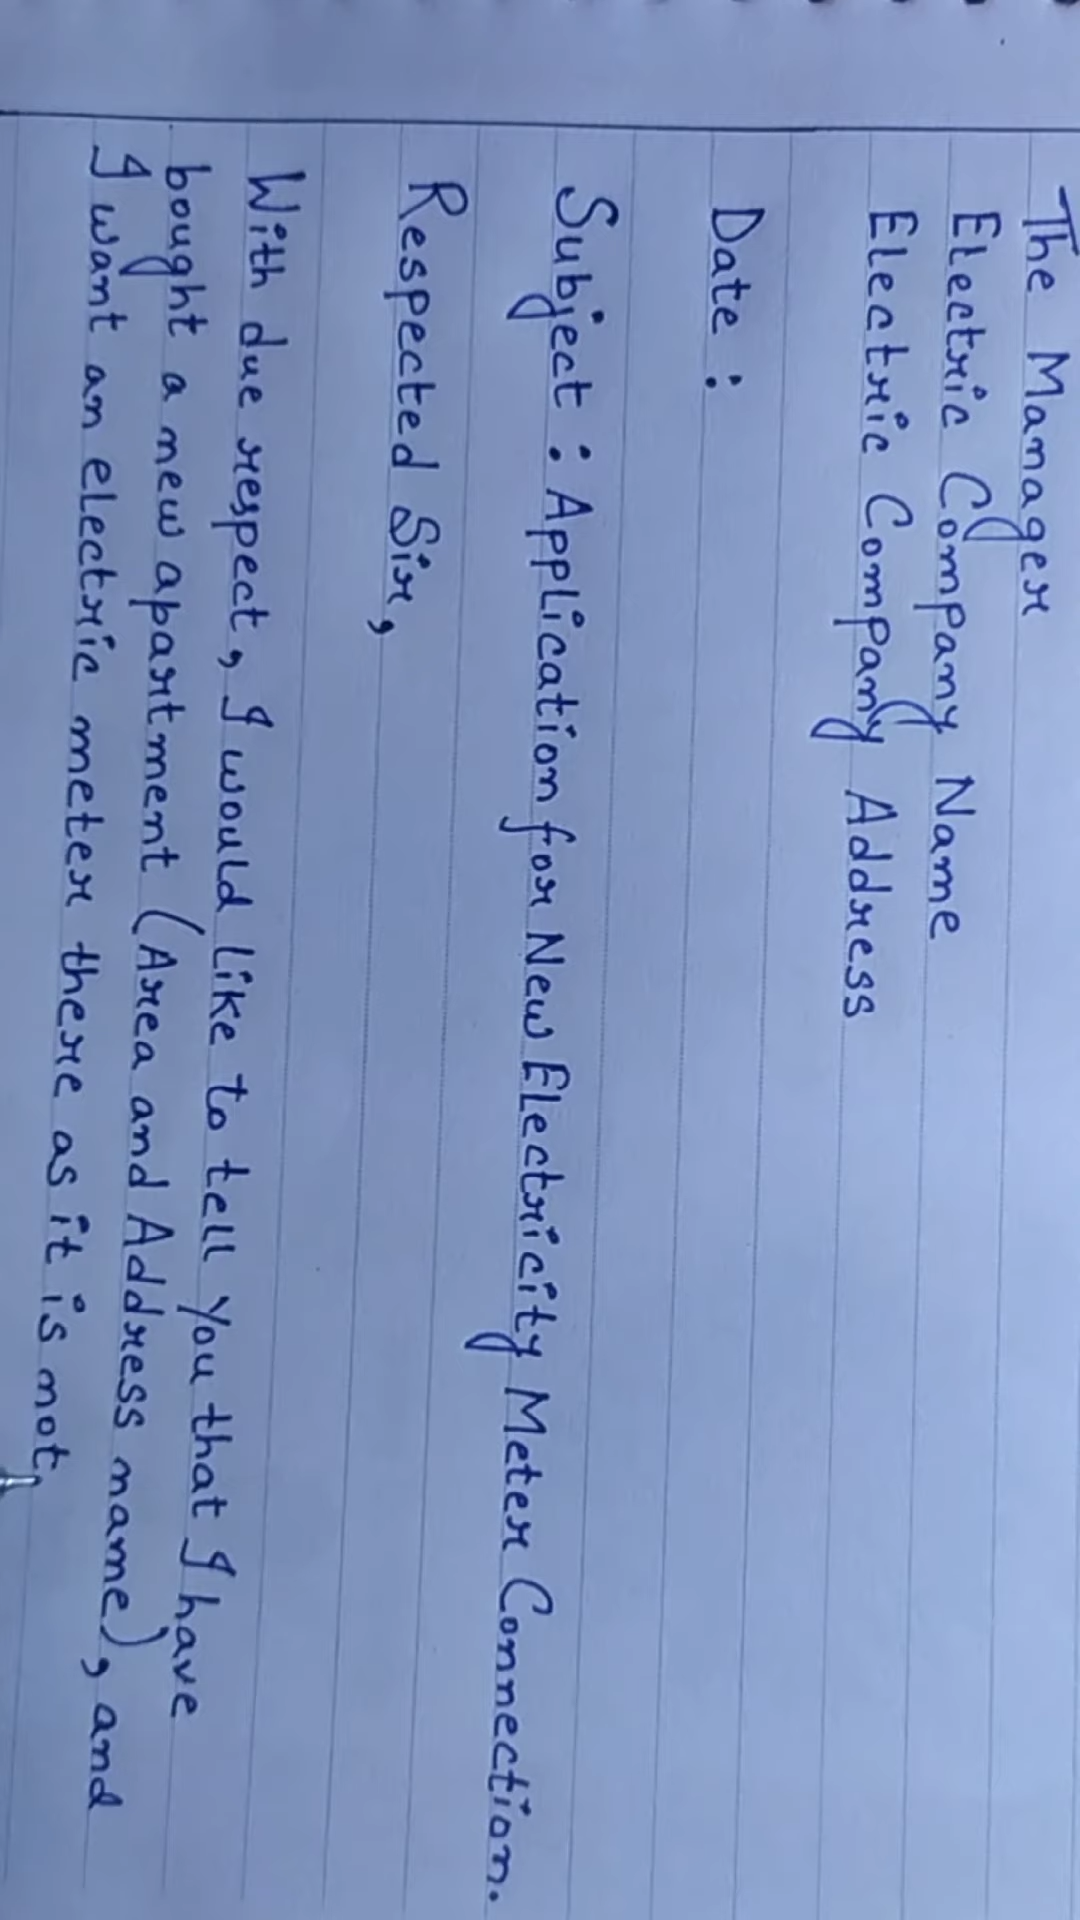 The Manager
Electric Company Name
Electric Company Address
Date :
Subject : Application for New Electricity Meter Connection.
Respected Sir,
With due respect, I would like to tell you that I have
bought a new apartment (Area and Address name), and
I want an electric meter there as it is not